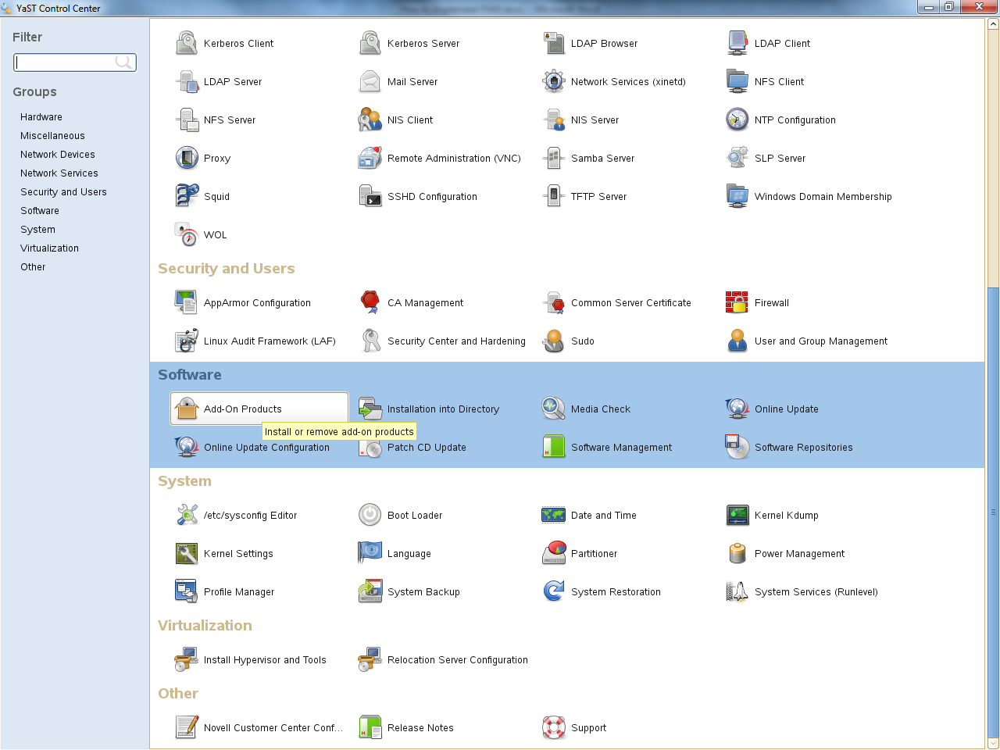 YaST Control Center
Filter
Groups
Hardware
Miscellaneous
Network Devices
Network Services
Security and Users
Software
System
Virtualization
Other
Kerberos Client
Kerberos Server
LDAP Browser
LDAP Client
LDAP Server
Mail Server
Network Services (xinetd)
NFS Client
NFS Server
NIS Client
NIS Server
NTP Configuration
Proxy
Remote Administration (VNC)
Samba Server
SLP Server
Squid
SSHD Configuration
TFTP Server
Windows Domain Membership
WOL
Security and Users
AppArmor Configuration
CA Management
Common Server Certificate
Firewall
Linux Audit Framework (LAF)
Security Center and Hardening
Sudo
User and Group Management
Software
Add-On Products
Installation into Directory
Media Check
Online Update
Install or remove add-on products
Online Update Configuration
Patch CD Update
Software Management
Software Repositories
System
/etc/sysconfig Editor
Boot Loader
Date and Time
Kernel Kdump
Kernel Settings
Language
Partitioner
Power Management
Profile Manager
System Backup
System Restoration
System Services (Runlevel)
Virtualization
Install Hypervisor and Tools
Relocation Server Configuration
Other
Novell Customer Center Conf...
Release Notes
Support